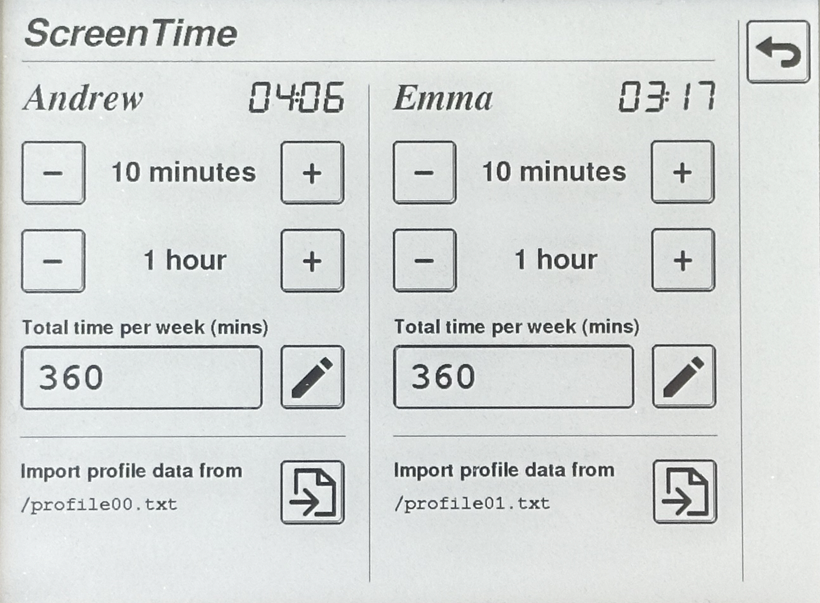 ScreenTime
Andrew 04:06
− 10 minutes +
− 1 hour +
Total time per week (mins)
360
Import profile data from
/profile00.txt
Emma 03:17
− 10 minutes +
− 1 hour +
Total time per week (mins)
360
Import profile data from
/profile01.txt